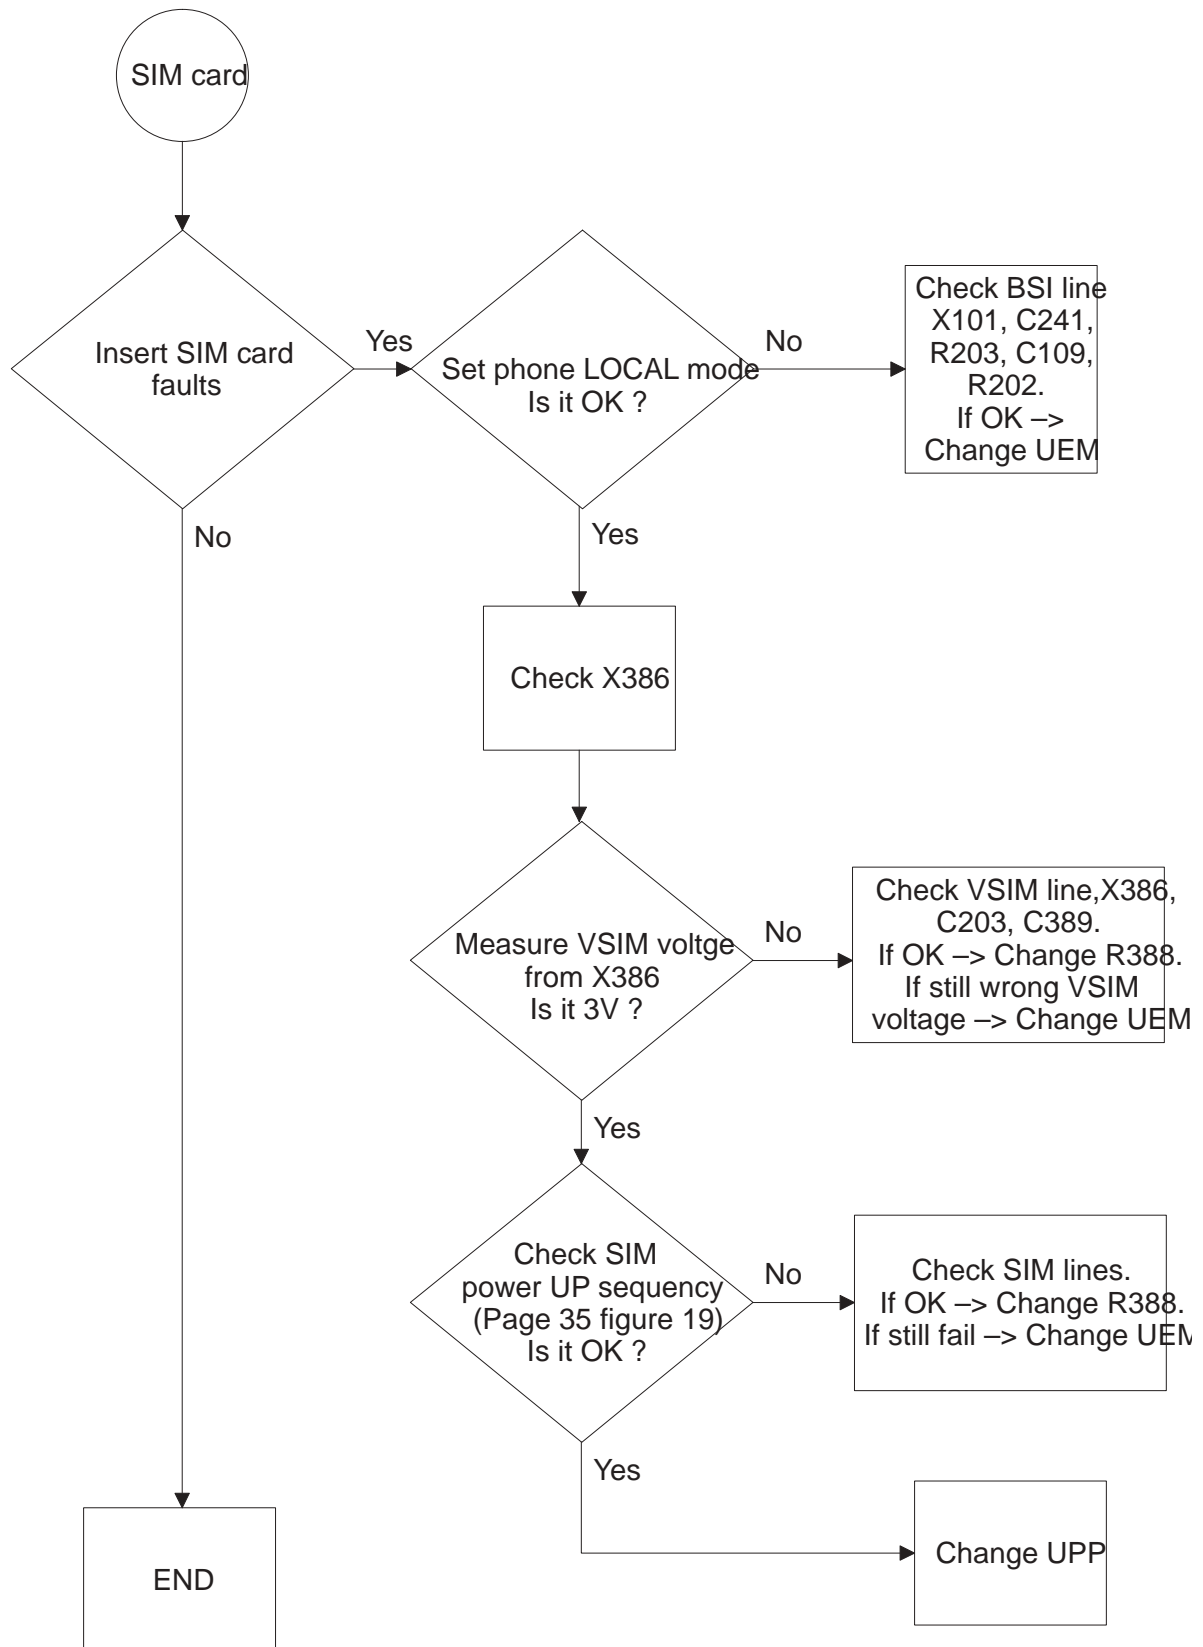 SIM card
Insert SIM card
faults
Yes
Set phone LOCAL mode
Is it OK ?
No
Check BSI line
X101, C241,
R203, C109,
R202.
If OK –>
Change UEM
No
Yes
Check X386
Measure VSIM voltge
from X386
Is it 3V ?
No
Check VSIM line,X386,
C203, C389.
If OK –> Change R388.
If still wrong VSIM
voltage –> Change UEM
Yes
Check SIM
power UP sequency
(Page 35 figure 19)
Is it OK ?
No
Check SIM lines.
If OK –> Change R388.
If still fail –> Change UEM
Yes
Change UPP
END